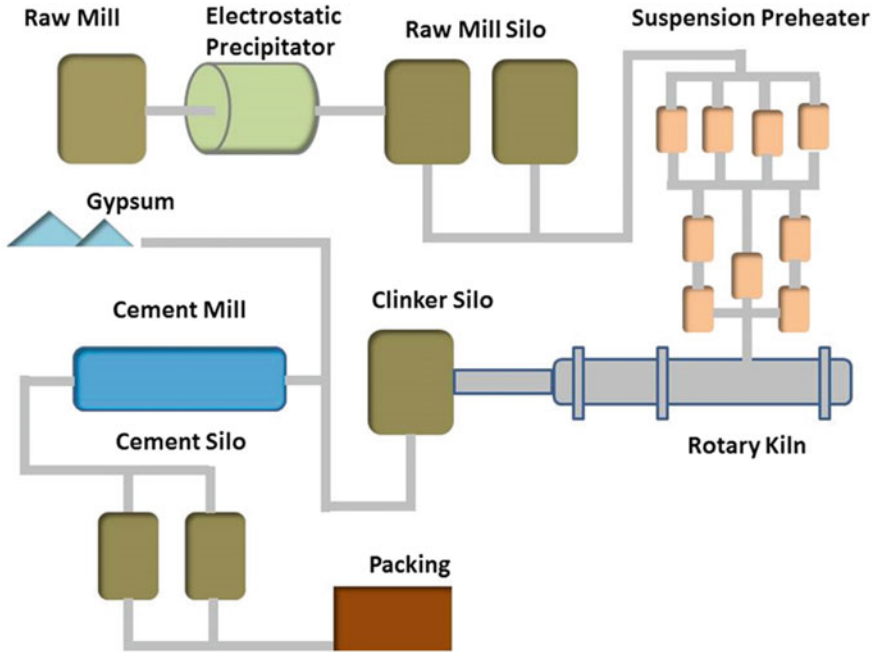 Raw Mill
Electrostatic
Precipitator
Raw Mill Silo
Suspension Preheater
Gypsum
Cement Mill
Clinker Silo
Cement Silo
Rotary Kiln
Packing